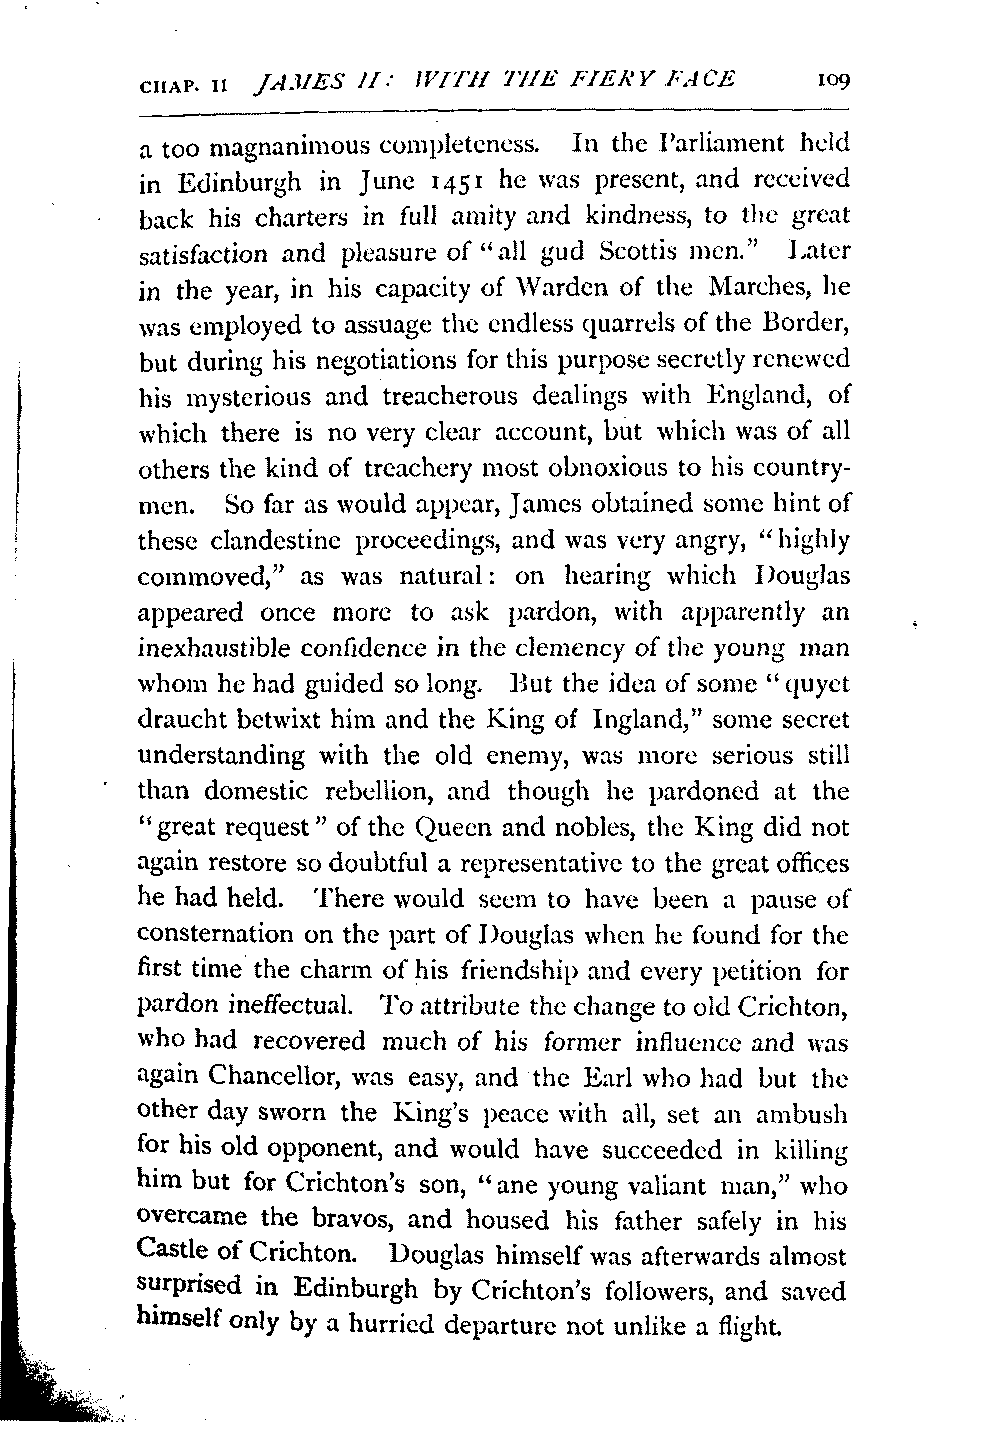 CHAP. II JAMES II: WITH THE FIERY FACE 109
a too magnanimous completeness. In the Parliament held
in Edinburgh in June 1451 he was present, and received
back his charters in full amity and kindness, to the great
satisfaction and pleasure of "all gud Scottis men." Later
in the year, in his capacity of Warden of the Marches, he
was employed to assuage the endless quarrels of the Border,
but during his negotiations for this purpose secretly renewed
his mysterious and treacherous dealings with England, of
which there is no very clear account, but which was of all
others the kind of treachery most obnoxious to his country-
men. So far as would appear, James obtained some hint of
these clandestine proceedings, and was very angry, "highly
commoved," as was natural: on hearing which Douglas
appeared once more to ask pardon, with apparently an
inexhaustible confidence in the clemency of the young man
whom he had guided so long. But the idea of some "quyet
draucht betwixt him and the King of Ingland," some secret
understanding with the old enemy, was more serious still
than domestic rebellion, and though he pardoned at the
"great request" of the Queen and nobles, the King did not
again restore so doubtful a representative to the great offices
he had held. There would seem to have been a pause of
consternation on the part of Douglas when he found for the
first time the charm of his friendship and every petition for
pardon ineffectual. To attribute the change to old Crichton,
who had recovered much of his former influence and was
again Chancellor, was easy, and the Earl who had but the
other day sworn the King's peace with all, set an ambush
for his old opponent, and would have succeeded in killing
him but for Crichton's son, "ane young valiant man," who
overcame the bravos, and housed his father safely in his
Castle of Crichton. Douglas himself was afterwards almost
surprised in Edinburgh by Crichton's followers, and saved
himself only by a hurried departure not unlike a flight.